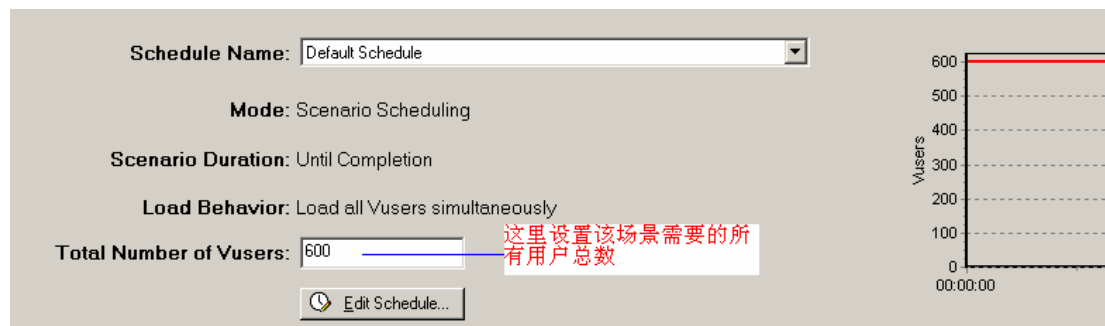 Schedule Name: Default Schedule
Mode: Scenario Scheduling
Scenario Duration: Until Completion
Load Behavior: Load all Vusers simultaneously
Total Number of Vusers: 600
这里设置该场景需要的所
有用户总数
Edit Schedule...
Vusers
600
500
400
300
200
100
0
00:00:00